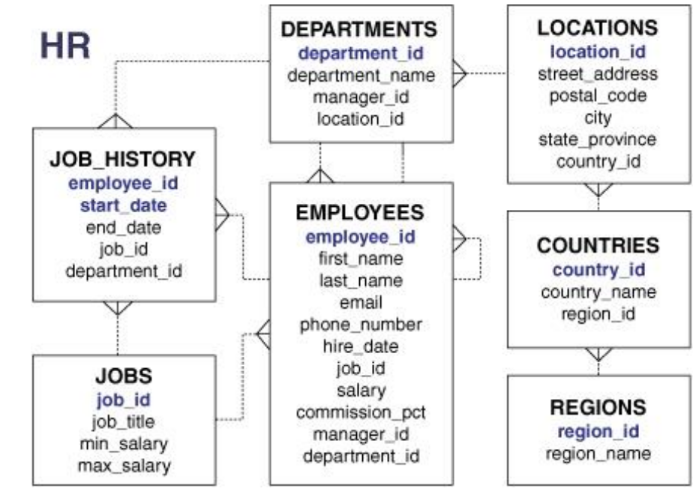 HR
DEPARTMENTS
department_id
department_name
manager_id
location_id
LOCATIONS
location_id
street_address
postal_code
city
state_province
country_id
JOB_HISTORY
employee_id
start_date
end_date
job_id
department_id
EMPLOYEES
employee_id
first_name
last_name
email
phone_number
hire_date
job_id
salary
commission_pct
manager_id
department_id
COUNTRIES
country_id
country_name
region_id
JOBS
job_id
job_title
min_salary
max_salary
REGIONS
region_id
region_name